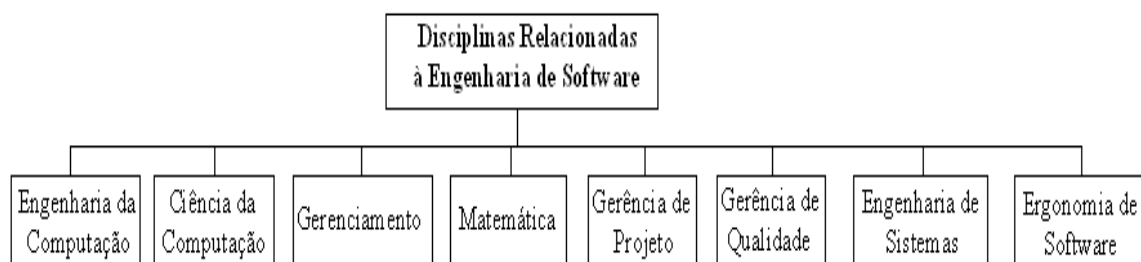 Disciplinas Relacionadas
à Engenharia de Software
Engenharia da
Computação
Ciência da
Computação
Gerenciamento
Matemática
Gerência de
Projeto
Gerência de
Qualidade
Engenharia de
Sistemas
Ergonomia de
Software